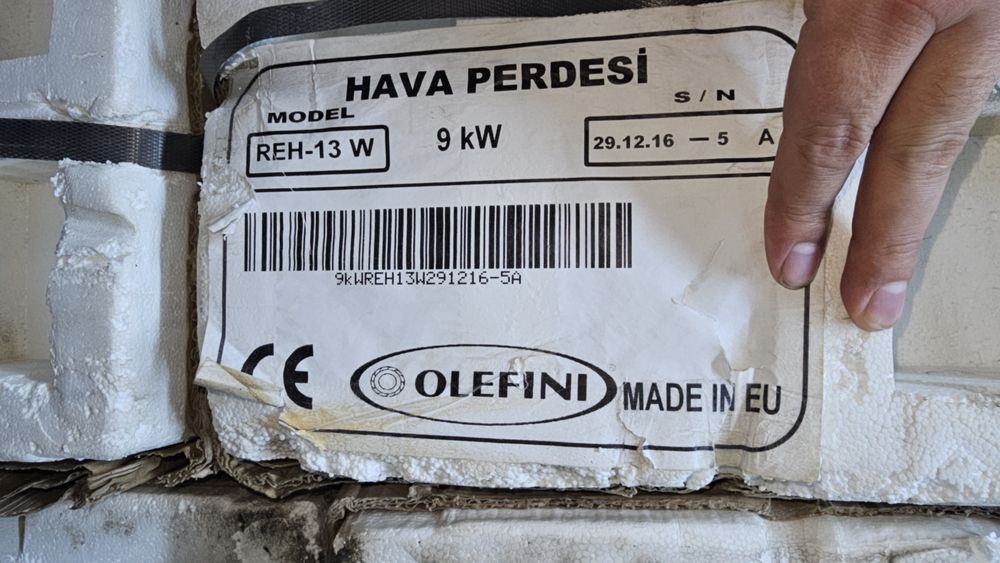 HAVA PERDESİ
MODEL
S / N
REH-13 W
9 kW
29.12.16 – 5 A
9kWREH13W291216-5A
CE
OLEFINI
MADE IN EU